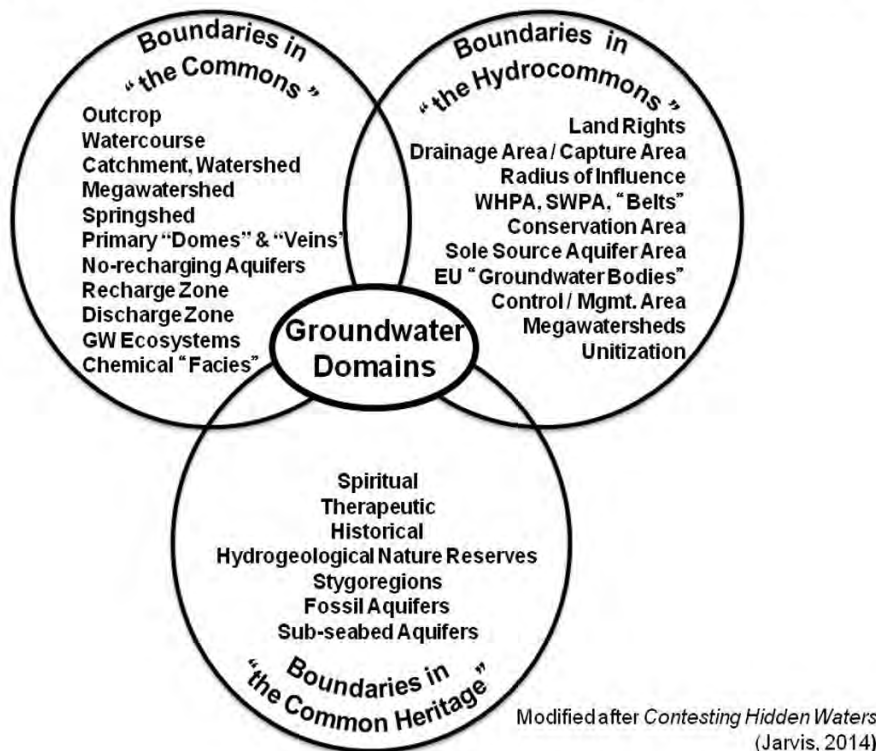 Boundaries in
“the Commons”
Outcrop
Watercourse
Catchment, Watershed
Megawatershed
Springshed
Primary “Domes” & “Veins”
No-recharging Aquifers
Recharge Zone
Discharge Zone
GW Ecosystems
Chemical “Facies”
Boundaries in
“the Hydrocommons”
Land Rights
Drainage Area / Capture Area
Radius of Influence
WHPA, SWPA, “Belts”
Conservation Area
Sole Source Aquifer Area
EU “Groundwater Bodies”
Control / Mgmt. Area
Megawatersheds
Unitization
Groundwater
Domains
Spiritual
Therapeutic
Historical
Hydrogeological Nature Reserves
Stygoregions
Fossil Aquifers
Sub-seabed Aquifers
Boundaries in
“the Common Heritage”
Modified after Contesting Hidden Waters
(Jarvis, 2014)